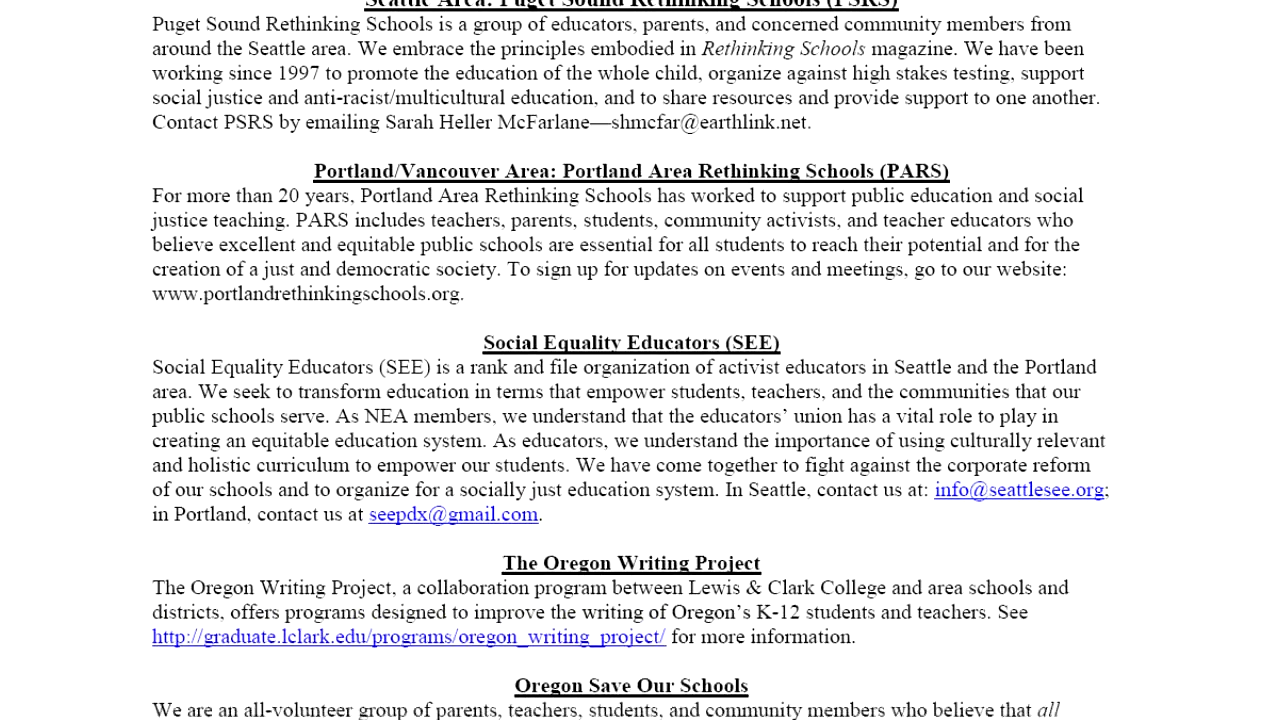 Seattle Area: Puget Sound Rethinking Schools (PSRS)
Puget Sound Rethinking Schools is a group of educators, parents, and concerned community members from
around the Seattle area. We embrace the principles embodied in Rethinking Schools magazine. We have been
working since 1997 to promote the education of the whole child, organize against high stakes testing, support
social justice and anti-racist/multicultural education, and to share resources and provide support to one another.
Contact PSRS by emailing Sarah Heller McFarlane—shmcfar@earthlink.net.
Portland/Vancouver Area: Portland Area Rethinking Schools (PARS)
For more than 20 years, Portland Area Rethinking Schools has worked to support public education and social
justice teaching. PARS includes teachers, parents, students, community activists, and teacher educators who
believe excellent and equitable public schools are essential for all students to reach their potential and for the
creation of a just and democratic society. To sign up for updates on events and meetings, go to our website:
www.portlandrethinkingschools.org.
Social Equality Educators (SEE)
Social Equality Educators (SEE) is a rank and file organization of activist educators in Seattle and the Portland
area. We seek to transform education in terms that empower students, teachers, and the communities that our
public schools serve. As NEA members, we understand that the educators’ union has a vital role to play in
creating an equitable education system. As educators, we understand the importance of using culturally relevant
and holistic curriculum to empower our students. We have come together to fight against the corporate reform
of our schools and to organize for a socially just education system. In Seattle, contact us at: info@seattlesee.org;
in Portland, contact us at seepdx@gmail.com.
The Oregon Writing Project
The Oregon Writing Project, a collaboration program between Lewis & Clark College and area schools and
districts, offers programs designed to improve the writing of Oregon’s K-12 students and teachers. See
http://graduate.lclark.edu/programs/oregon_writing_project/ for more information.
Oregon Save Our Schools
We are an all-volunteer group of parents, teachers, students, and community members who believe that all